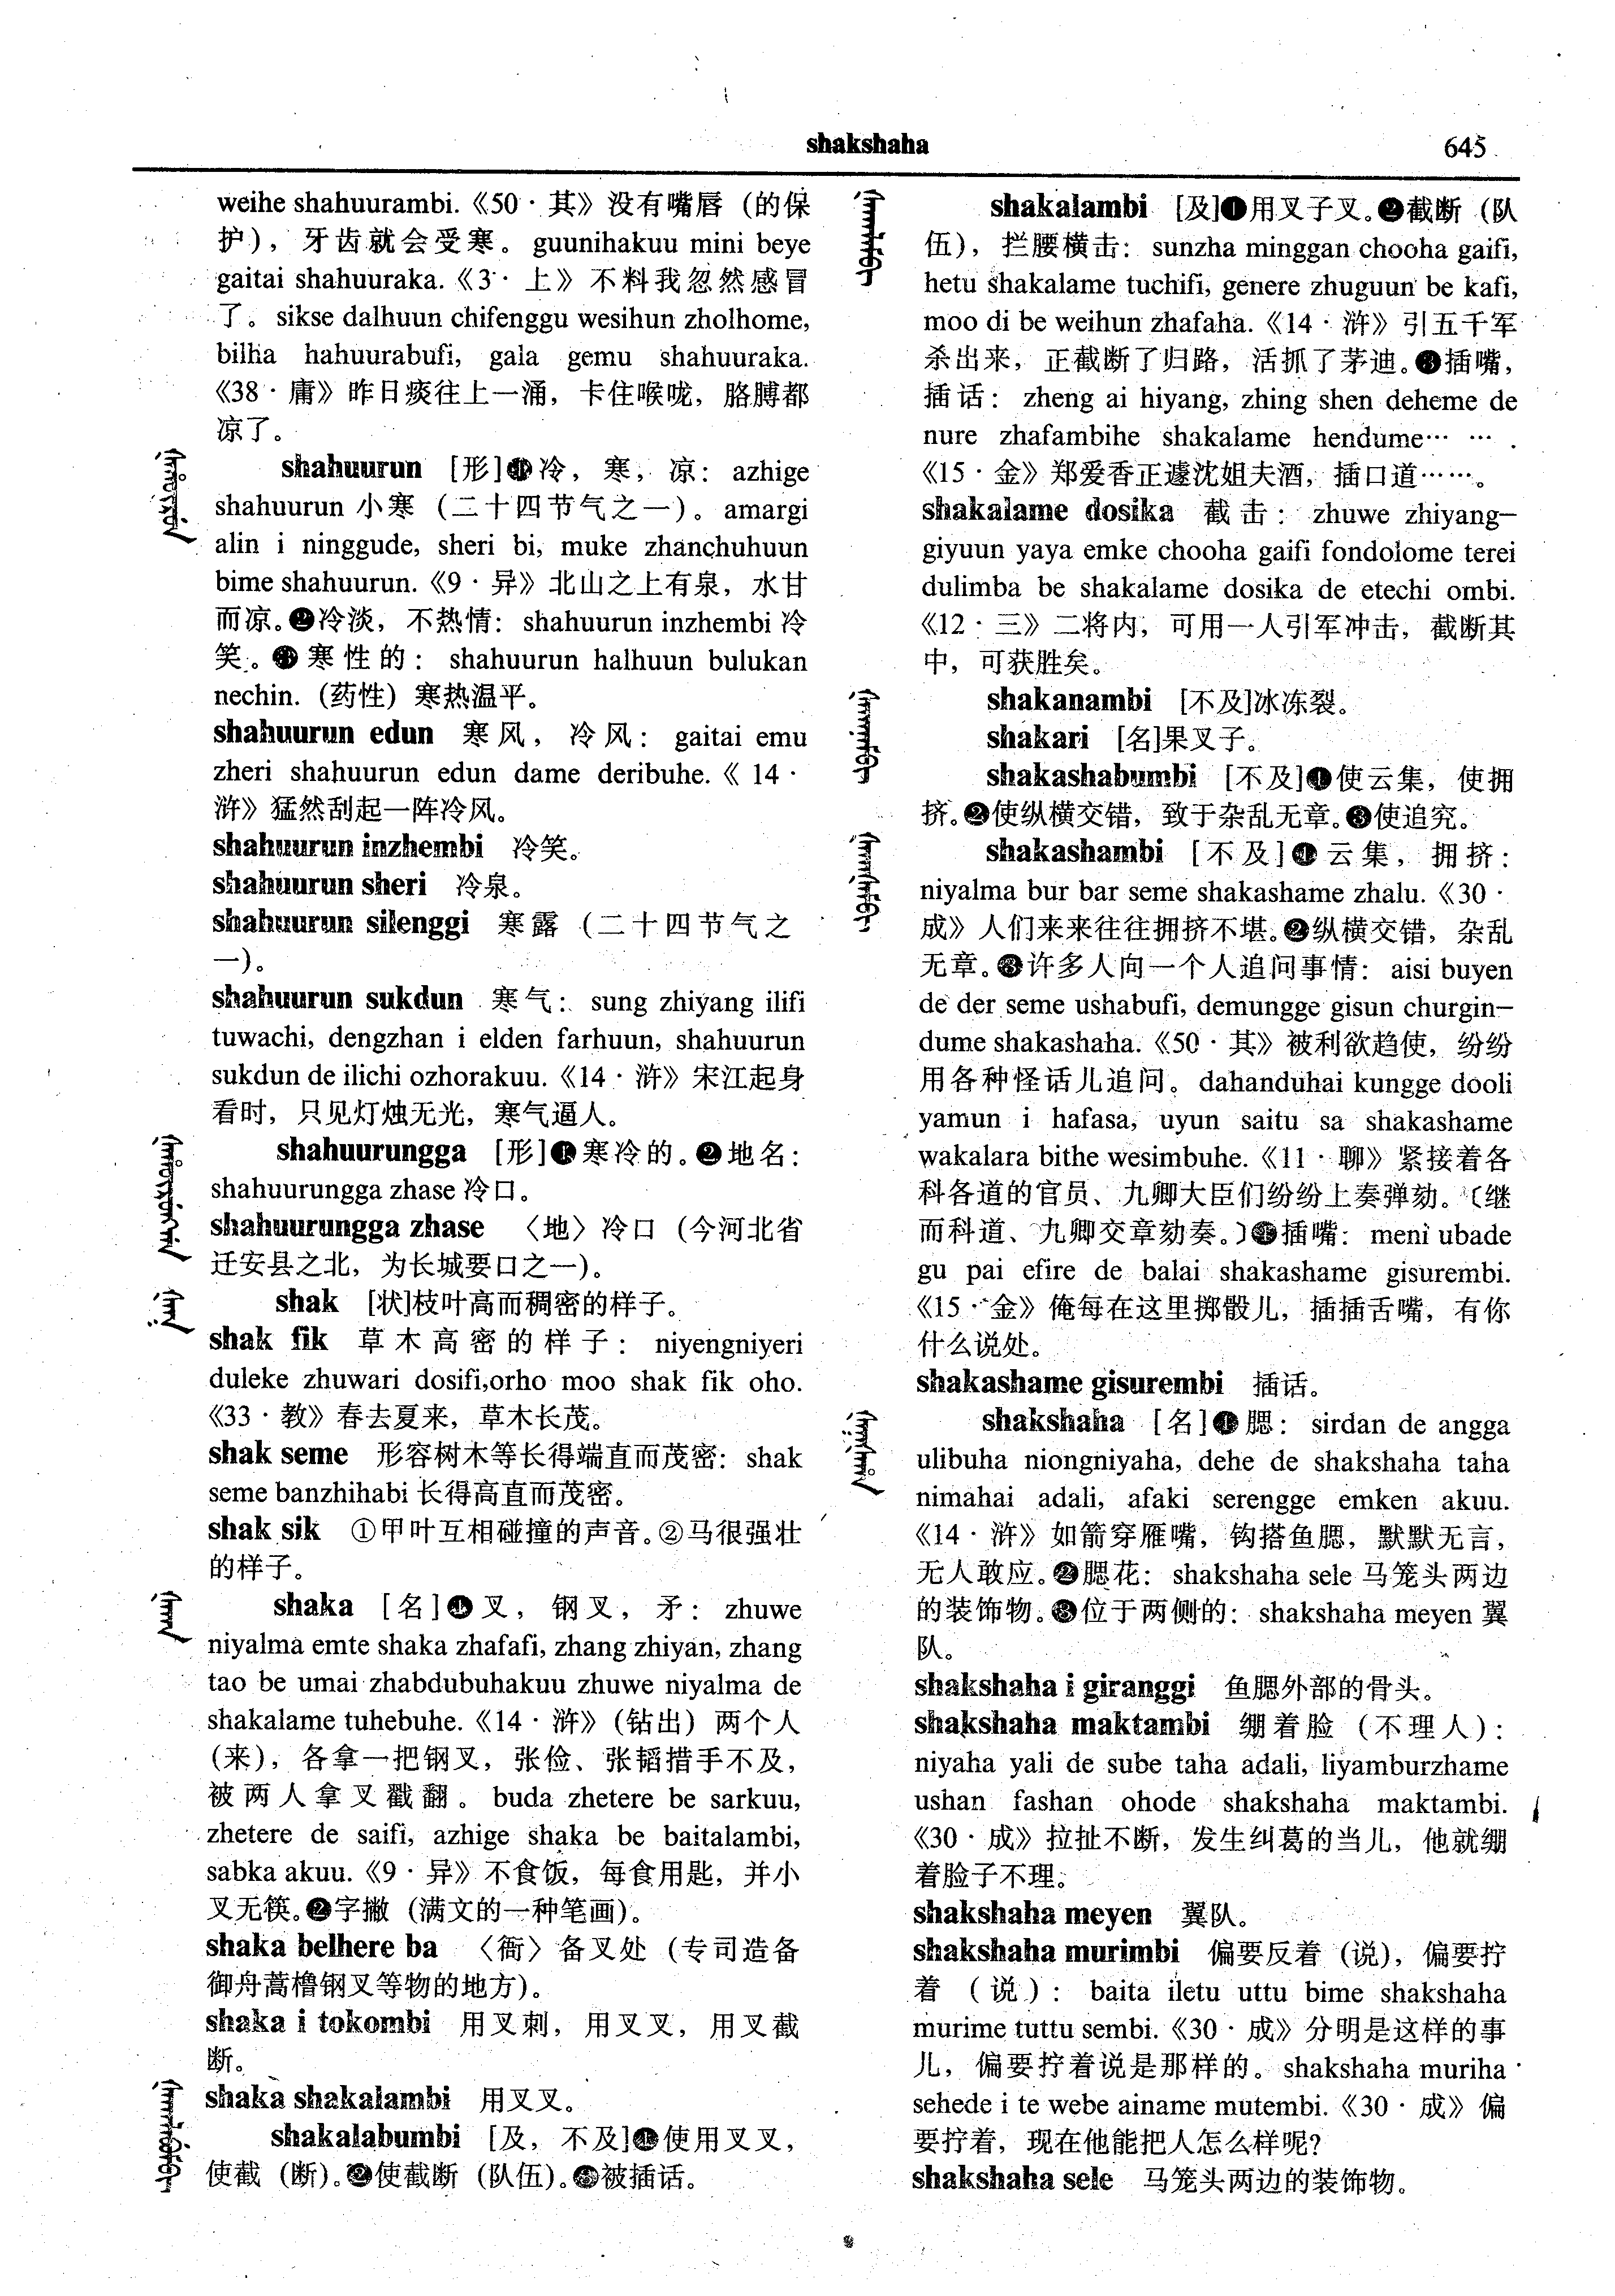 shakshaha
645
weihe shahuurambi.《50·其》没有嘴唇（的保
护），牙齿就会受寒。guunihakuu mini beye
gaitai shahuuraka.《3·上》不料我忽然感冒
了。sikse dalhuun chifenggu wesihun zholhome,
bilha hahuurabufi, gala gemu shahuuraka.
《38·庸》昨日痰往上一涌，卡住喉咙，胳膊都
凉了。
shahuurun [形]❶冷，寒，凉：azhige
shahuurun 小寒（二十四节气之一）。amargi
alin i ninggude, sheri bi, muke zhanchuhuun
bime shahuurun.《9·异》北山之上有泉，水甘
而凉。❷冷淡，不热情：shahuurun inzhembi 冷
笑。❸寒性的：shahuurun halhuun bulukan
nechin.（药性）寒热温平。
shahuurun edun 寒风，冷风：gaitai emu
zheri shahuurun edun dame deribuhe.《14·
浒》猛然刮起一阵冷风。
shahuurun inzhembi 冷笑。
shahuurun sheri 冷泉。
shahuurun silenggi 寒露（二十四节气之
一）。
shahuurun sukdun 寒气：sung zhiyang ilifi
tuwachi, dengzhan i elden farhuun, shahuurun
sukdun de ilichi ozhorakuu.《14·浒》宋江起身
看时，只见灯烛无光，寒气逼人。
shahuurungga [形]❶寒冷的。❷地名：
shahuurungga zhase 冷口。
shahuurungga zhase 〈地〉冷口（今河北省
迁安县之北，为长城要口之一）。
shak [状]枝叶高而稠密的样子。
shak fik 草木高密的样子：niyengniyeri
duleke zhuwari dosifi,orho moo shak fik oho.
《33·教》春去夏来，草木长茂。
shak seme 形容树木等长得端直而茂密：shak
seme banzhihabi 长得高直而茂密。
shak sik ①甲叶互相碰撞的声音。②马很强壮
的样子。
shaka [名]❶叉，钢叉，矛：zhuwe
niyalma emte shaka zhafafi, zhang zhiyan, zhang
tao be umai zhabdubuhakuu zhuwe niyalma de
shakalame tuhebuhe.《14·浒》（钻出）两个人
（来），各拿一把钢叉，张俭、张韬措手不及，
被两人拿叉戳翻。buda zhetere be sarkuu,
zhetere de saifi, azhige shaka be baitalambi,
sabka akuu.《9·异》不食饭，每食用匙，并小
叉无筷。❷字撇（满文的一种笔画）。
shaka belhere ba 〈衙〉备叉处（专司造备
御舟蒿橹钢叉等物的地方）。
shaka i tokombi 用叉刺，用叉叉，用叉截
断。
shaka shakalambi 用叉叉。
shakalabumbi [及，不及]❶使用叉叉，
使截（断）。❷使截断（队伍）。❸被插话。
shakalambi [及]❶用叉子叉。❷截断（队
伍），拦腰横击：sunzha minggan chooha gaifi,
hetu shakalame tuchifi, genere zhuguun be kafi,
moo di be weihun zhafaha.《14·浒》引五千军
杀出来，正截断了归路，活抓了茅迪。❸插嘴，
插话：zheng ai hiyang, zhing shen deheme de
nure zhafambihe shakalame hendume…….
《15·金》郑爱香正遽沈姐夫酒，插口道……。
shakalame dosika 截击：zhuwe zhiyang-
giyuun yaya emke chooha gaifi fondolome terei
dulimba be shakalame dosika de etechi ombi.
《12·三》二将内，可用一人引军冲击，截断其
中，可获胜矣。
shakanambi [不及]冰冻裂。
shakari [名]果叉子。
shakashabumbi [不及]❶使云集，使拥
挤。❷使纵横交错，致于杂乱无章。❸使追究。
shakashambi [不及]❶云集，拥挤：
niyalma bur bar seme shakashame zhalu.《30·
成》人们来来往往拥挤不堪。❷纵横交错，杂乱
无章。❸许多人向一个人追问事情：aisi buyen
de der seme ushabufi, demungge gisun churgin-
dume shakashaha.《50·其》被利欲趋使，纷纷
用各种怪话儿追问。dahanduhai kungge dooli
yamun i hafasa, uyun saitu sa shakashame
wakalara bithe wesimbuhe.《11·聊》紧接着各
科各道的官员、九卿大臣们纷纷上奏弹劾。〔继
而科道、九卿交章劾奏。〕❹插嘴：meni ubade
gu pai efire de balai shakashame gisurembi.
《15·金》俺每在这里掷骰儿，插插舌嘴，有你
什么说处。
shakashame gisurembi 插话。
shakshaha [名]❶腮：sirdan de angga
ulibuha niongniyaha, dehe de shakshaha taha
nimahai adali, afaki serengge emken akuu.
《14·浒》如箭穿雁嘴，钩搭鱼腮，默默无言，
无人敢应。❷腮花：shakshaha sele 马笼头两边
的装饰物。❸位于两侧的：shakshaha meyen 翼
队。
shakshaha i giranggi 鱼腮外部的骨头。
shakshaha maktambi 绷着脸（不理人）：
niyaha yali de sube taha adali, liyamburzhame
ushan fashan ohode shakshaha maktambi.
《30·成》拉扯不断，发生纠葛的当儿，他就绷
着脸子不理。
shakshaha meyen 翼队。
shakshaha murimbi 偏要反着（说），偏要拧
着（说）：baita iletu uttu bime shakshaha
murime tuttu sembi.《30·成》分明是这样的事
儿，偏要拧着说是那样的。shakshaha muriha
sehede i te webe ainame mutembi.《30·成》偏
要拧着，现在他能把人怎么样呢？
shakshaha sele 马笼头两边的装饰物。